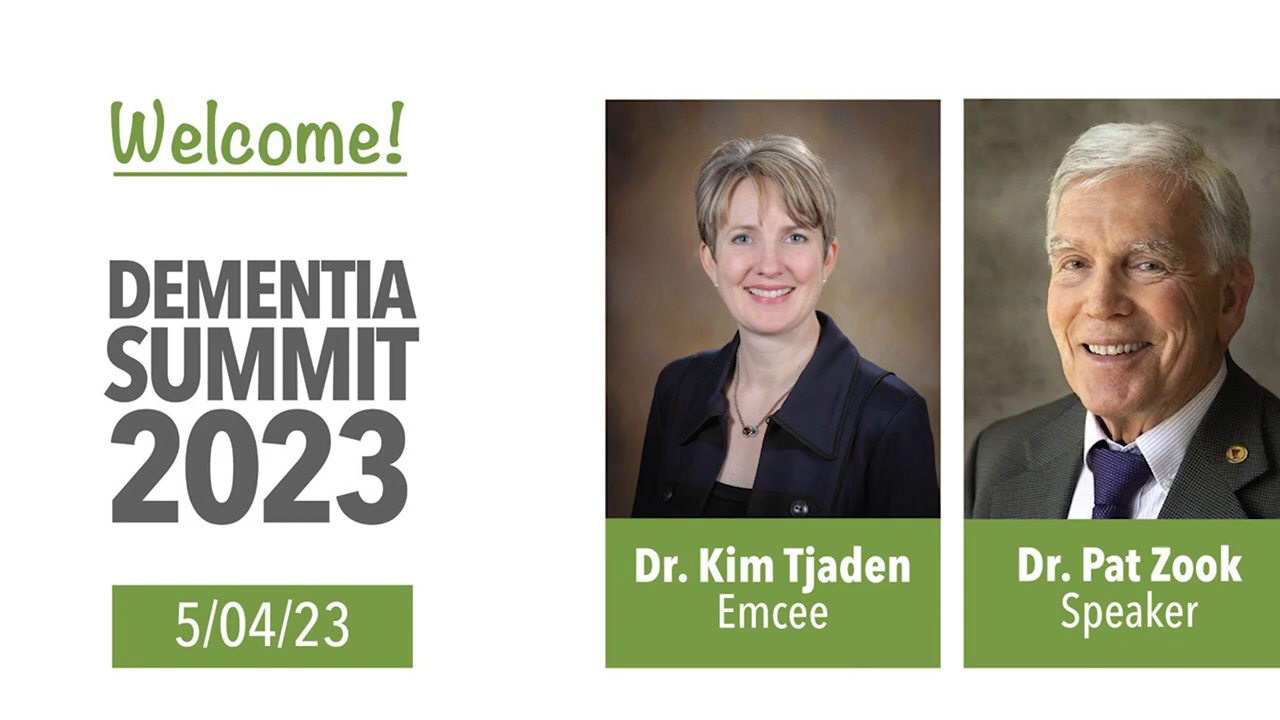 Welcome!
DEMENTIA
SUMMIT
2023
5/04/23
Dr. Kim Tjaden
Emcee
Dr. Pat Zook
Speaker